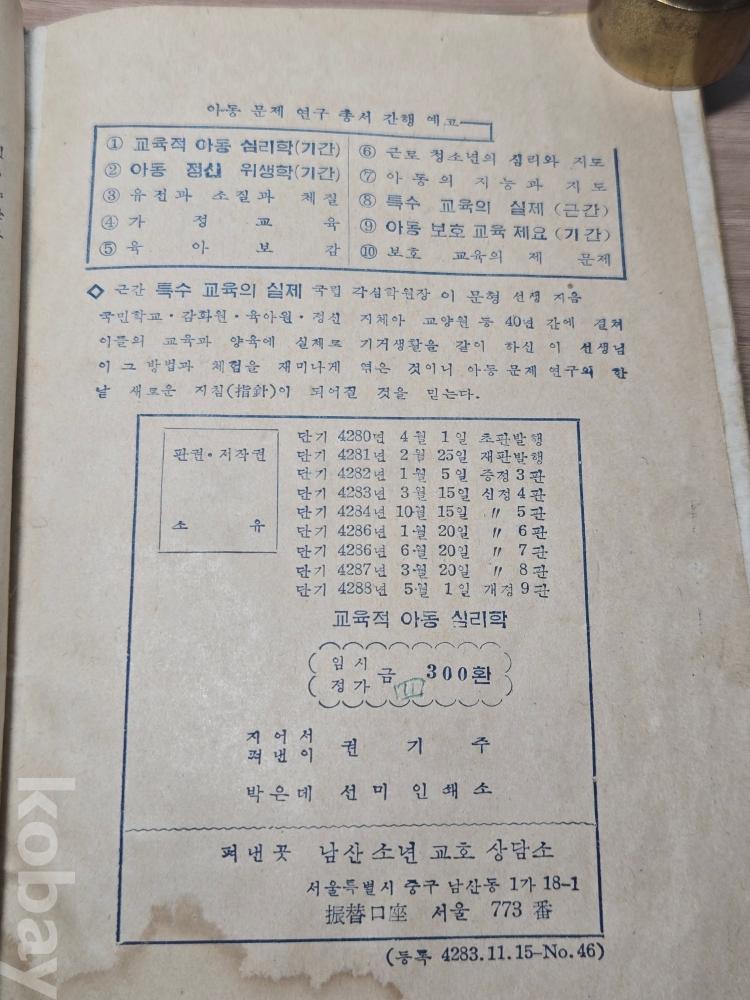 아동 문제 연구 총서 간행 예고
① 교육적 아동 심리학(기간)
② 아동 정신 위생학(기간)
③ 유전과 소질과 체질
④ 가정교육
⑤ 육아보감
⑥ 근로 청소년의 심리와 지도
⑦ 아동의 지능과 지도
⑧ 특수 교육의 실제 (근간)
⑨ 아동 보호 교육 제요 (기간)
⑩ 보호 교육의 제 문제
◇ 근간 특수 교육의 실제 국립 각심학원장 이 문형 선생 지음
국민학교·감화원·육아원·정신 지체아 교양원 등 40년 간에 걸쳐
이들의 교육과 양육에 실제로 기거생활을 같이 하신 이 선생님
이 그 방법과 체험을 재미나게 엮은 것이니 아동 문제 연구의 한
낱 새로운 지침(指針)이 되어질 것을 믿는다.
판권·저작권
소 유
단기 4280년 4월 1일 초판발행
단기 4281년 2월 25일 재판발행
단기 4282년 1월 5일 증정 3판
단기 4283년 3월 15일 신정 4판
단기 4284년 10월 15일 〃 5판
단기 4286년 1월 20일 〃 6판
단기 4286년 6월 20일 〃 7판
단기 4287년 3월 20일 〃 8판
단기 4288년 5월 1일 개정 9판
교육적 아동 심리학
임시
정가 금 300환
지어서
펴낸이 권 기 주
박은데 선미인쇄소
펴낸곳 남산소년 교호 상담소
서울특별시 중구 남산동 1가 18-1
振替口座 서울 773 番
(등록 4283.11.15-No.46)
kobay